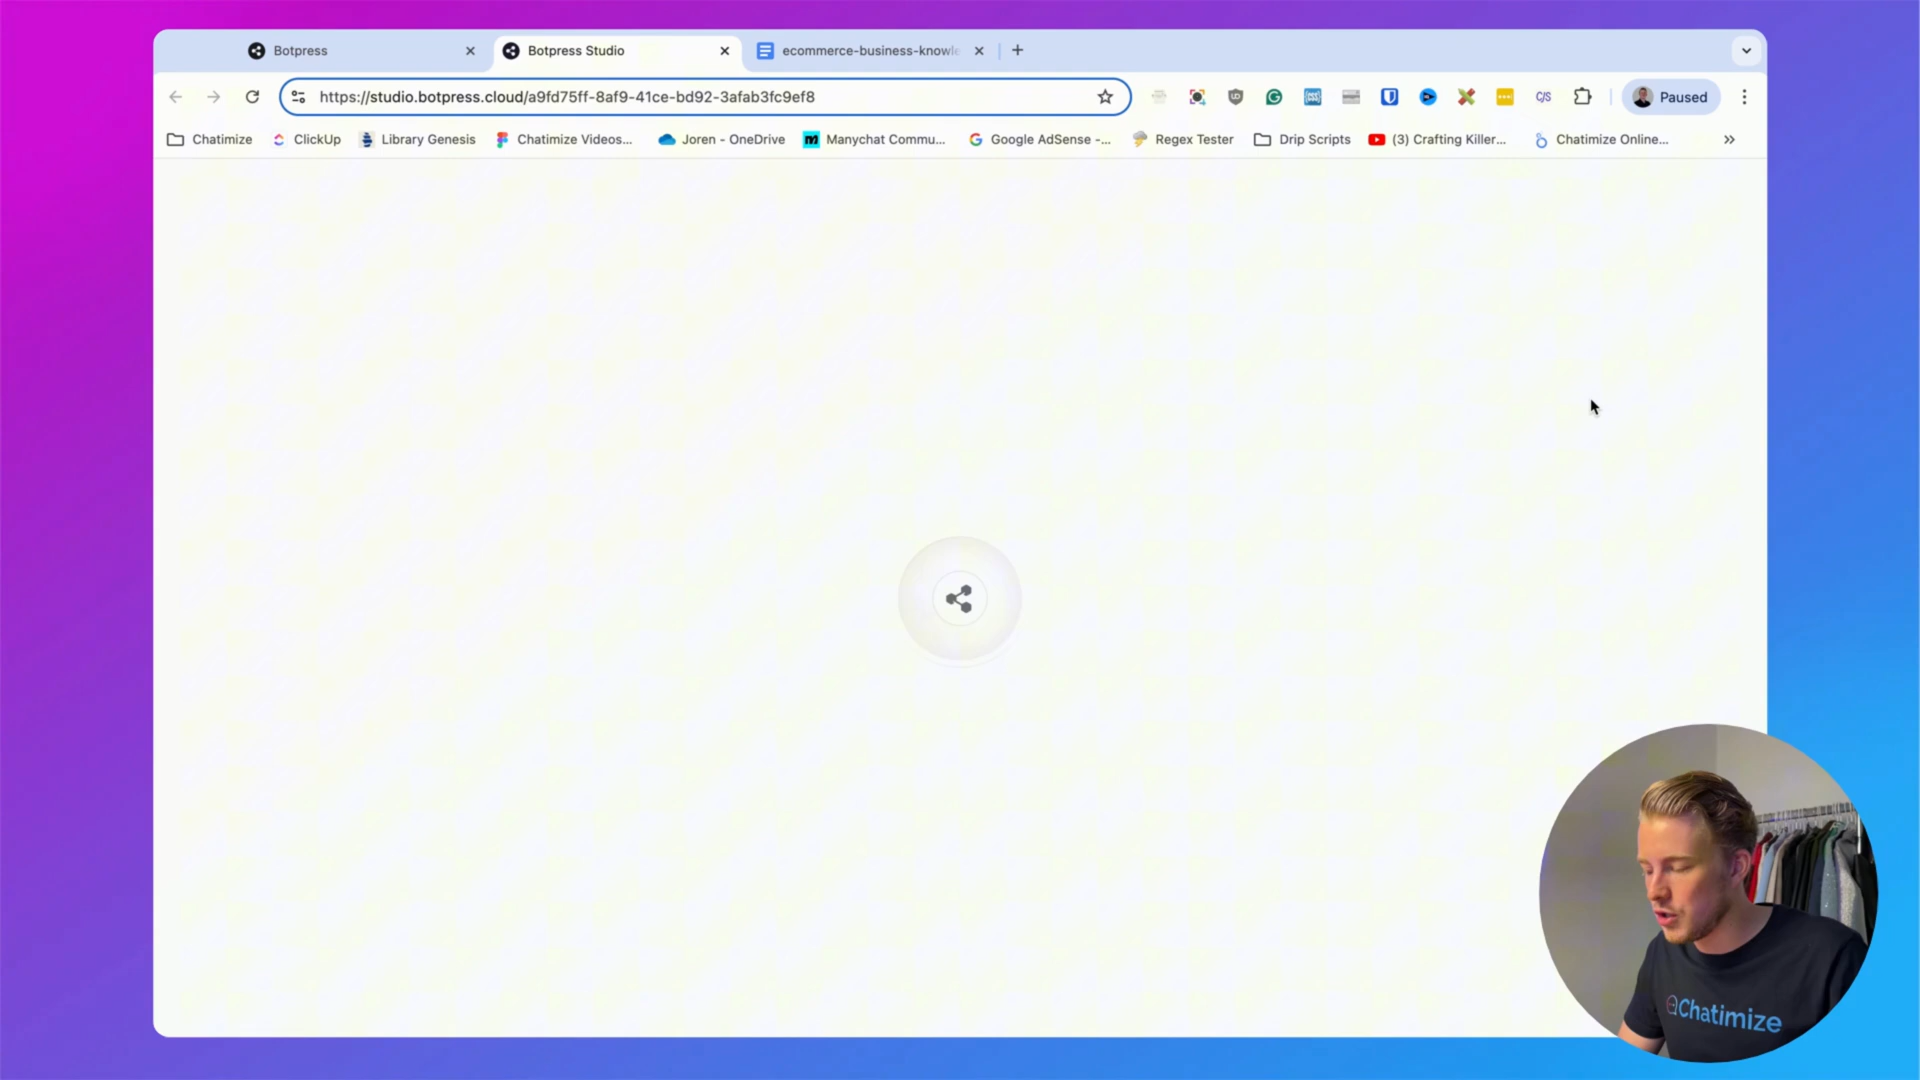 Botpress
Botpress Studio
ecommerce-business-knowle
https://studio.botpress.cloud/a9fd75ff-8af9-41ce-bd92-3afab3fc9ef8
Paused
Chatimize
ClickUp
Library Genesis
Chatimize Videos...
Joren - OneDrive
Manychat Commu...
Google AdSense -...
Regex Tester
Drip Scripts
(3) Crafting Killer...
Chatimize Online...
Chatimize